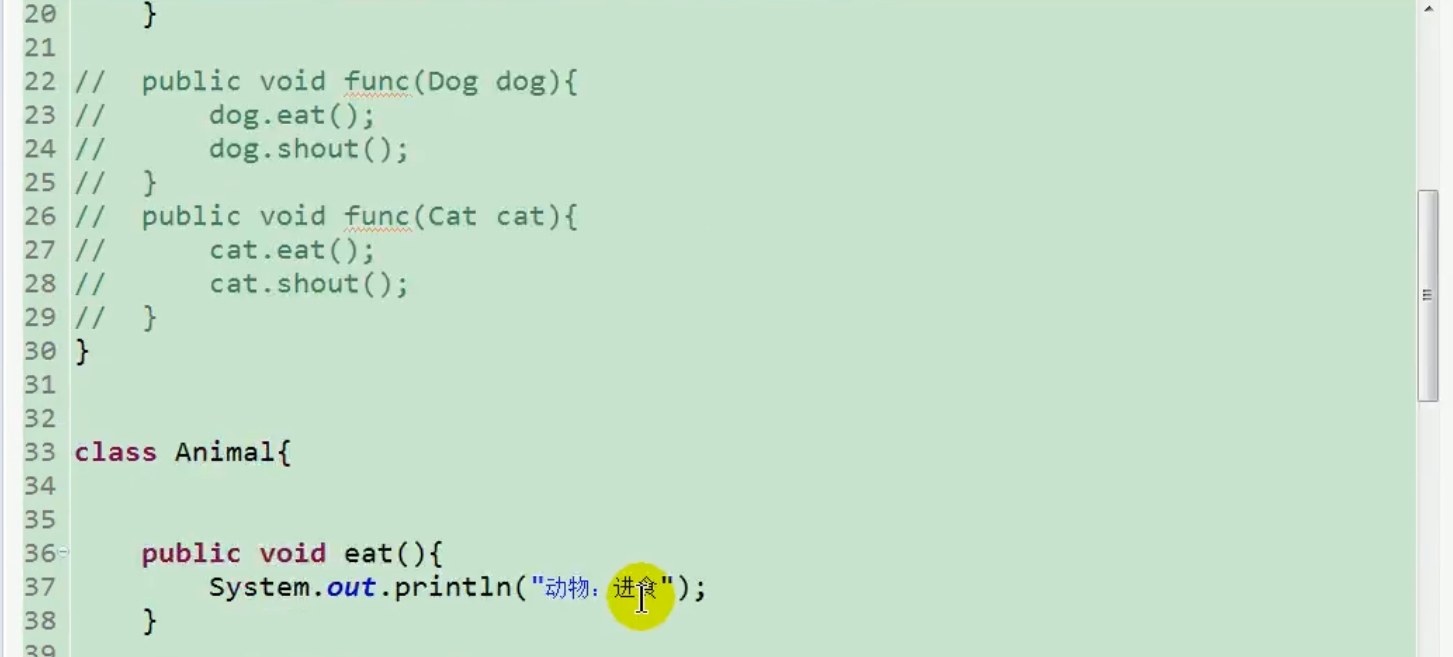 20     }
21
22 //  public void func(Dog dog){
23 //      dog.eat();
24 //      dog.shout();
25 //  }
26 //  public void func(Cat cat){
27 //      cat.eat();
28 //      cat.shout();
29 //  }
30 }
31
32
33 class Animal{
34
35
36     public void eat(){
37         System.out.println("动物：进食");
38     }
39